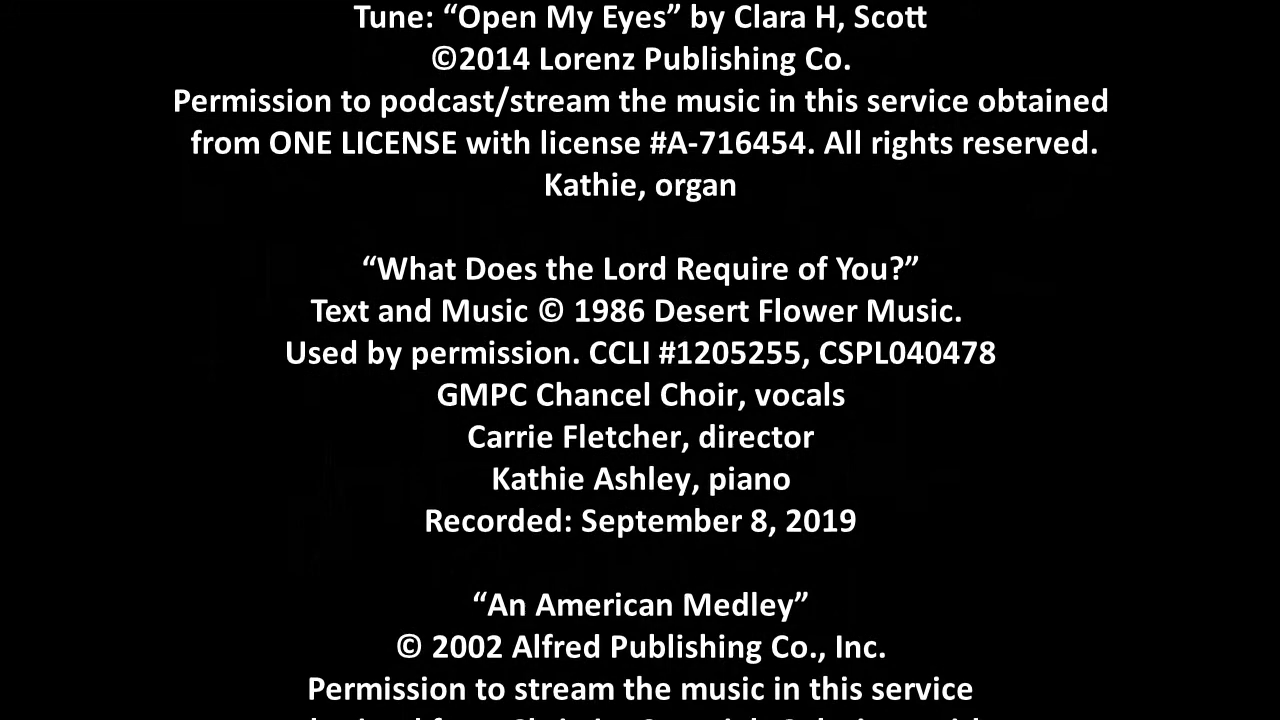 Tune: “Open My Eyes” by Clara H, Scott
©2014 Lorenz Publishing Co.
Permission to podcast/stream the music in this service obtained
from ONE LICENSE with license #A-716454. All rights reserved.
Kathie, organ
“What Does the Lord Require of You?”
Text and Music © 1986 Desert Flower Music.
Used by permission. CCLI #1205255, CSPL040478
GMPC Chancel Choir, vocals
Carrie Fletcher, director
Kathie Ashley, piano
Recorded: September 8, 2019
“An American Medley”
© 2002 Alfred Publishing Co., Inc.
Permission to stream the music in this service